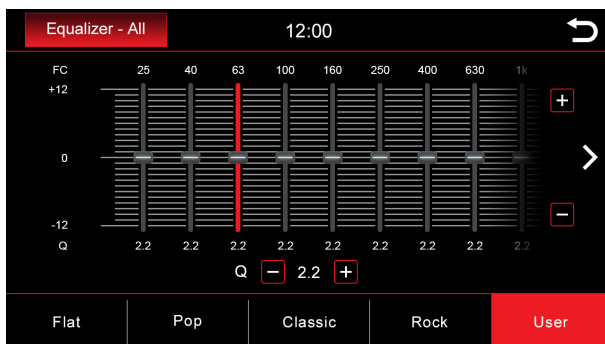 Equalizer - All 12:00
FC 25 40 63 100 160 250 400 630 1k
+12
+
0
-12
−
Q 2.2 2.2 2.2 2.2 2.2 2.2 2.2 2.2 2.2
Q − 2.2 +
Flat Pop Classic Rock User